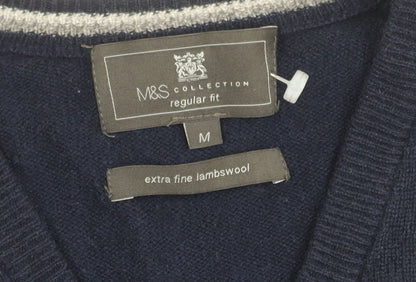 M&S COLLECTION
regular fit
M
extra fine lambswool